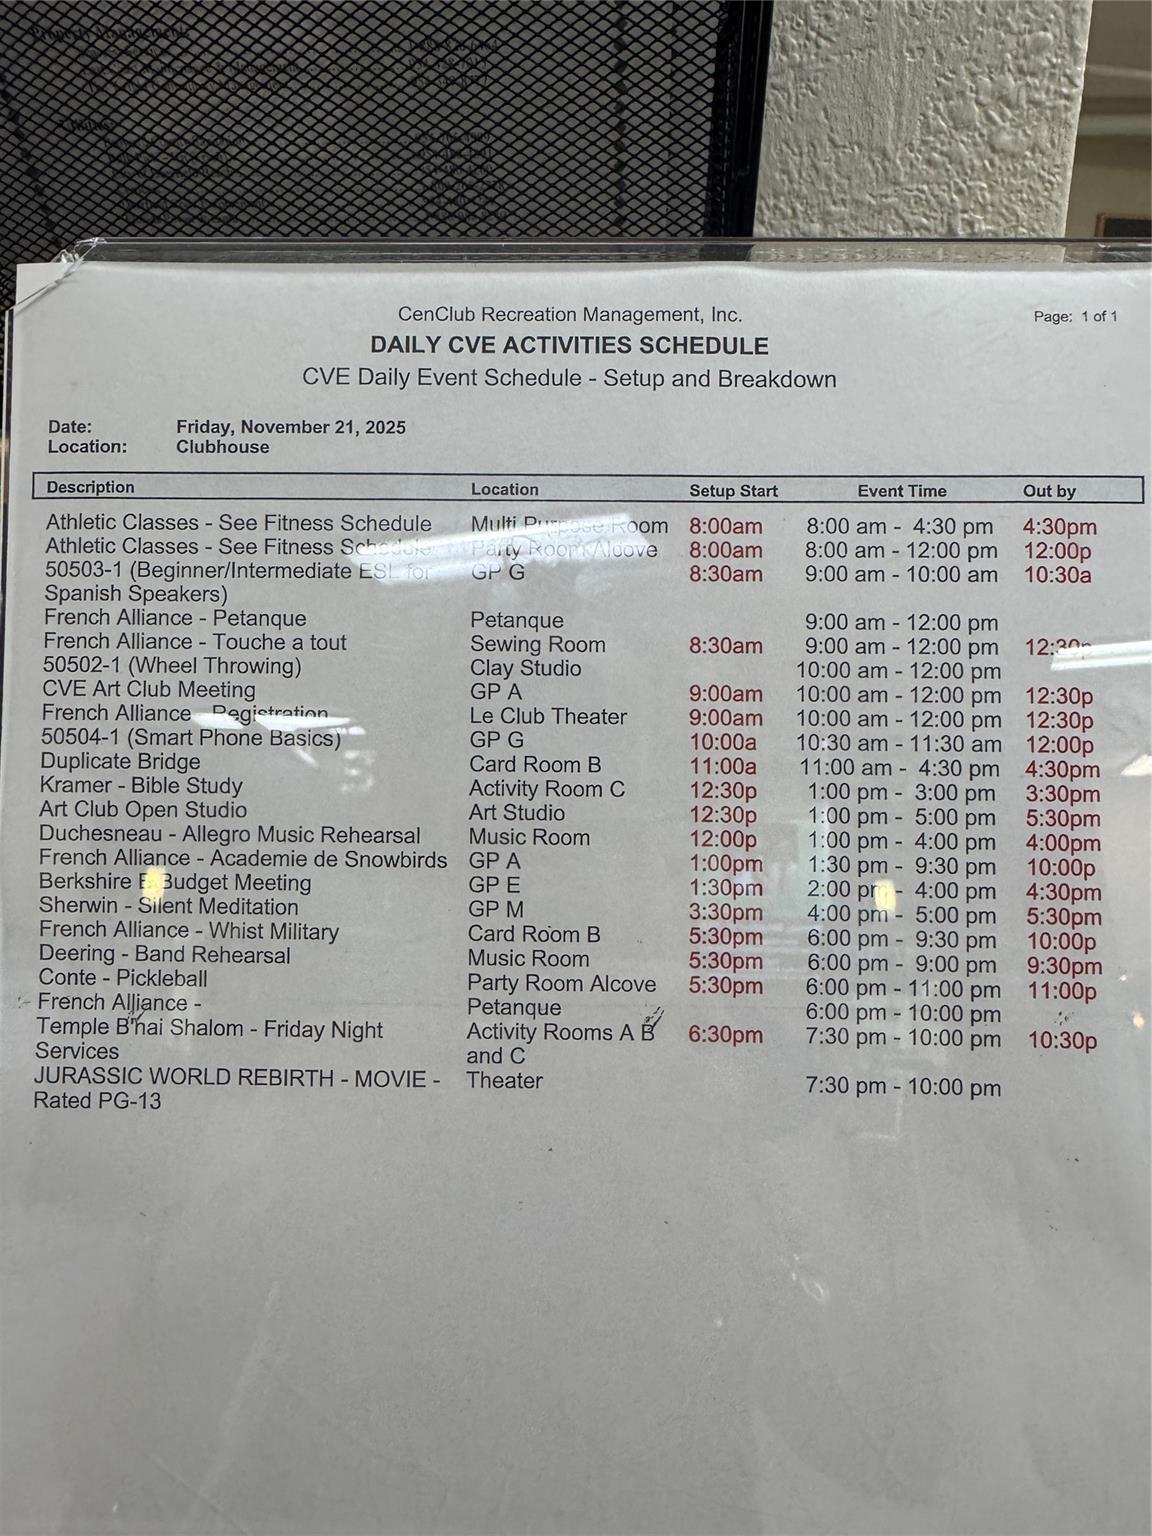 Property Management
CenClub Recreation Management, Inc.
Page: 1 of 1
DAILY CVE ACTIVITIES SCHEDULE
CVE Daily Event Schedule - Setup and Breakdown
Date: Friday, November 21, 2025
Location: Clubhouse
Description Location Setup Start Event Time Out by
Athletic Classes - See Fitness Schedule Multi Purpose Room 8:00am 8:00 am - 4:30 pm 4:30pm
Athletic Classes - See Fitness Schedule Party Room Alcove 8:00am 8:00 am - 12:00 pm 12:00p
50503-1 (Beginner/Intermediate ESL for GP G 8:30am 9:00 am - 10:00 am 10:30a
Spanish Speakers)
French Alliance - Petanque Petanque 9:00 am - 12:00 pm
French Alliance - Touche a tout Sewing Room 8:30am 9:00 am - 12:00 pm 12:30p
50502-1 (Wheel Throwing) Clay Studio 10:00 am - 12:00 pm
CVE Art Club Meeting GP A 9:00am 10:00 am - 12:00 pm 12:30p
French Alliance - Registration Le Club Theater 9:00am 10:00 am - 12:00 pm 12:30p
50504-1 (Smart Phone Basics) GP G 10:00a 10:30 am - 11:30 am 12:00p
Duplicate Bridge Card Room B 11:00a 11:00 am - 4:30 pm 4:30pm
Kramer - Bible Study Activity Room C 12:30p 1:00 pm - 3:00 pm 3:30pm
Art Club Open Studio Art Studio 12:30p 1:00 pm - 5:00 pm 5:30pm
Duchesneau - Allegro Music Rehearsal Music Room 12:00p 1:00 pm - 4:00 pm 4:00pm
French Alliance - Academie de Snowbirds GP A 1:00pm 1:30 pm - 9:30 pm 10:00p
Berkshire E Budget Meeting GP E 1:30pm 2:00 pm - 4:00 pm 4:30pm
Sherwin - Silent Meditation GP M 3:30pm 4:00 pm - 5:00 pm 5:30pm
French Alliance - Whist Military Card Room B 5:30pm 6:00 pm - 9:30 pm 10:00p
Deering - Band Rehearsal Music Room 5:30pm 6:00 pm - 9:00 pm 9:30pm
Conte - Pickleball Party Room Alcove 5:30pm 6:00 pm - 11:00 pm 11:00p
French Alliance - Petanque 6:00 pm - 10:00 pm
Temple B'nai Shalom - Friday Night Activity Rooms A B 6:30pm 7:30 pm - 10:00 pm 10:30p
Services and C
JURASSIC WORLD REBIRTH - MOVIE - Theater 7:30 pm - 10:00 pm
Rated PG-13